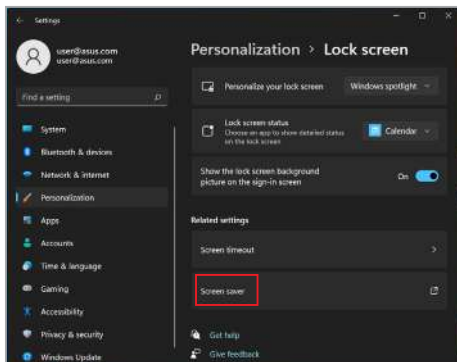 Settings
user@asus.com
user@asus.com
Find a setting
System
Bluetooth & devices
Network & internet
Personalization
Apps
Accounts
Time & language
Gaming
Accessibility
Privacy & security
Windows Update
Personalization > Lock screen
Personalize your lock screen
Windows spotlight
Lock screen status
Choose an app to show detailed status
on the lock screen
Calendar
Show the lock screen background
picture on the sign-in screen
On
Related settings
Screen timeout
Screen saver
Get help
Give feedback